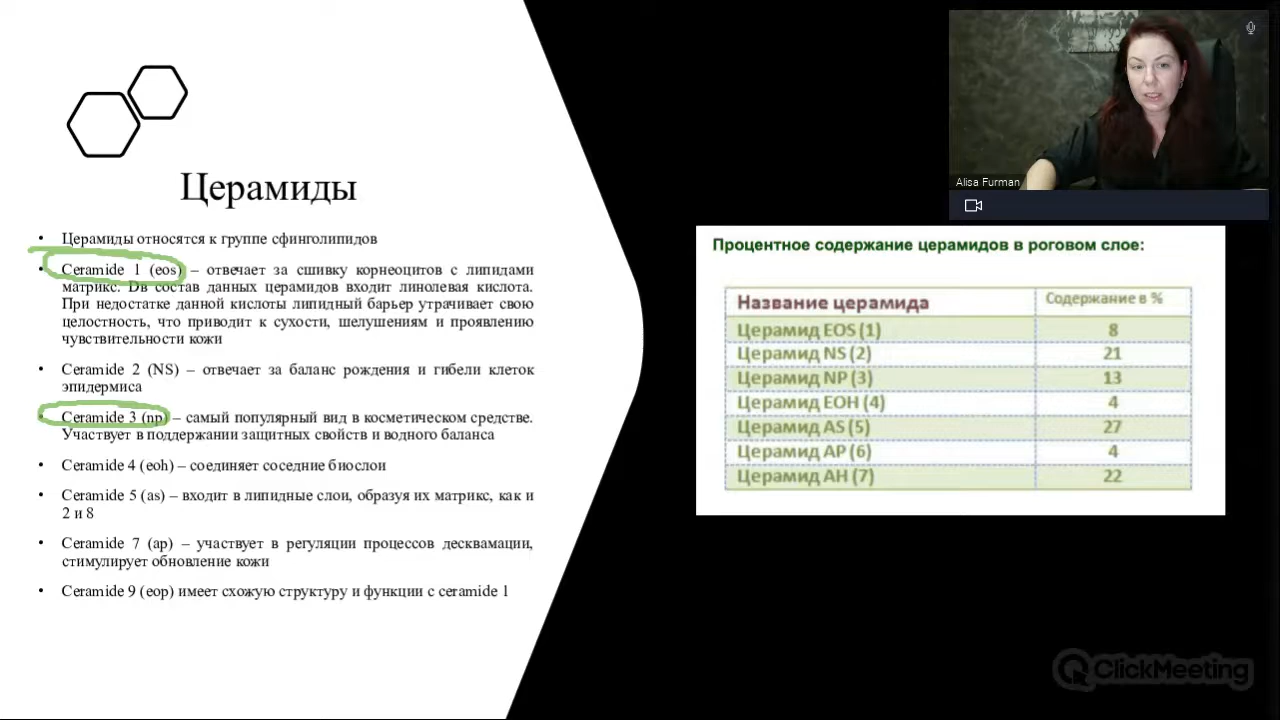 Церамиды
• Церамиды относятся к группе сфинголипидов
• Ceramide 1 (eos) – отвечает за сшивку корнеоцитов с липидами
матрикс. Dв состав данных церамидов входит линолевая кислота.
При недостатке данной кислоты липидный барьер утрачивает свою
целостность, что приводит к сухости, шелушениям и проявлению
чувствительности кожи
• Ceramide 2 (NS) – отвечает за баланс рождения и гибели клеток
эпидермиса
• Ceramide 3 (np) – самый популярный вид в косметическом средстве.
Участвует в поддержании защитных свойств и водного баланса
• Ceramide 4 (eoh) – соединяет соседние биослои
• Ceramide 5 (as) – входит в липидные слои, образуя их матрикс, как и
2 и 8
• Ceramide 7 (ap) – участвует в регуляции процессов десквамации,
стимулирует обновление кожи
• Ceramide 9 (eop) имеет схожую структуру и функции с ceramide 1
Alisa Furman
Процентное содержание церамидов в роговом слое:
Название церамида Содержание в %
Церамид EOS (1) 8
Церамид NS (2) 21
Церамид NP (3) 13
Церамид EOH (4) 4
Церамид AS (5) 27
Церамид AP (6) 4
Церамид AH (7) 22
ClickMeeting